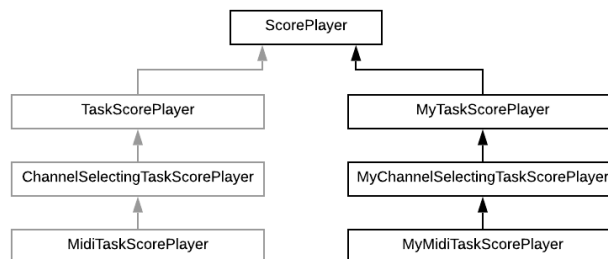 ScorePlayer
TaskScorePlayer
MyTaskScorePlayer
ChannelSelectingTaskScorePlayer
MyChannelSelectingTaskScorePlayer
MidiTaskScorePlayer
MyMidiTaskScorePlayer